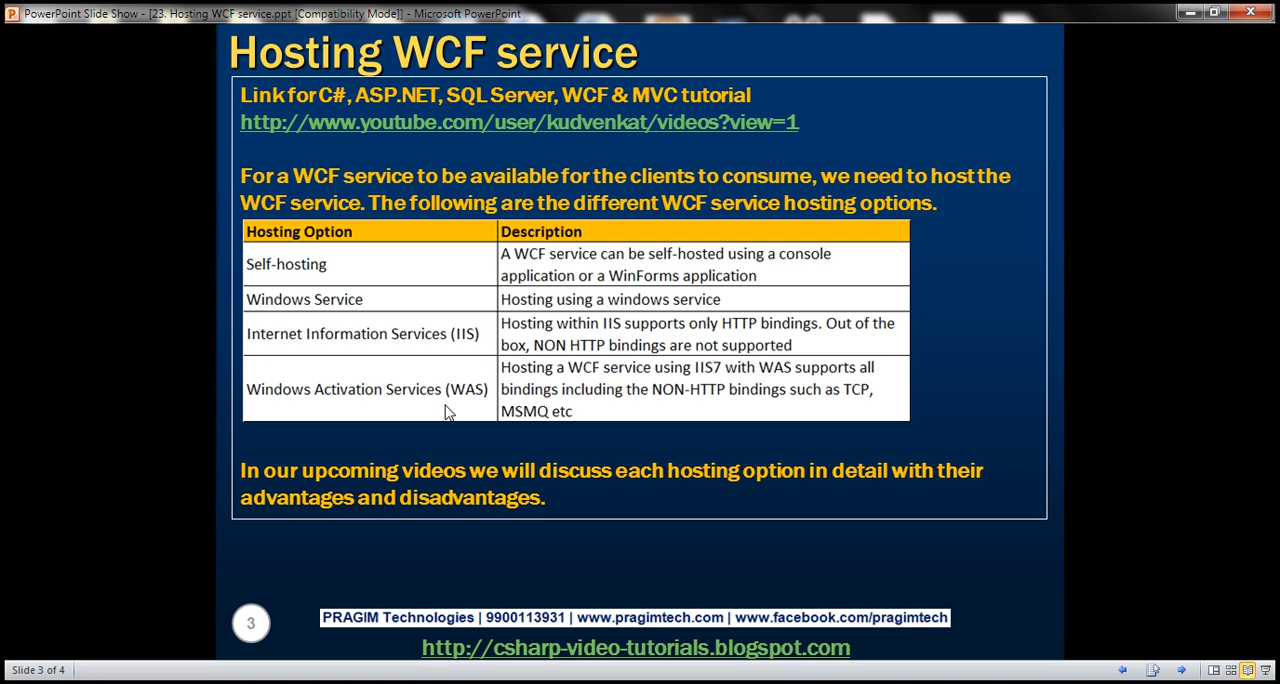 PowerPoint Slide Show - [23. Hosting WCF service.ppt [Compatibility Mode]] - Microsoft PowerPoint
Hosting WCF service
Link for C#, ASP.NET, SQL Server, WCF & MVC tutorial
http://www.youtube.com/user/kudvenkat/videos?view=1
For a WCF service to be available for the clients to consume, we need to host the
WCF service. The following are the different WCF service hosting options.
Hosting Option Description
Self-hosting
A WCF service can be self-hosted using a console
application or a WinForms application
Windows Service Hosting using a windows service
Internet Information Services (IIS)
Hosting within IIS supports only HTTP bindings. Out of the
box, NON HTTP bindings are not supported
Windows Activation Services (WAS)
Hosting a WCF service using IIS7 with WAS supports all
bindings including the NON-HTTP bindings such as TCP,
MSMQ etc
In our upcoming videos we will discuss each hosting option in detail with their
advantages and disadvantages.
3
PRAGIM Technologies | 9900113931 | www.pragimtech.com | www.facebook.com/pragimtech
http://csharp-video-tutorials.blogspot.com
Slide 3 of 4